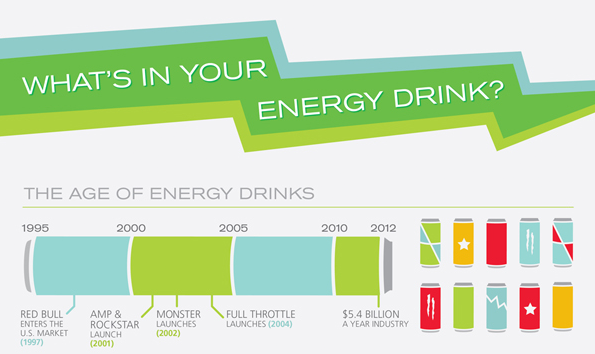 WHAT'S IN YOUR
ENERGY DRINK?
THE AGE OF ENERGY DRINKS
1995 2000 2005 2010 2012
RED BULL
ENTERS THE
U.S. MARKET
(1997)
AMP &
ROCKSTAR
LAUNCH
(2001)
MONSTER
LAUNCHES
(2002)
FULL THROTTLE
LAUNCHES (2004)
$5.4 BILLION
A YEAR INDUSTRY